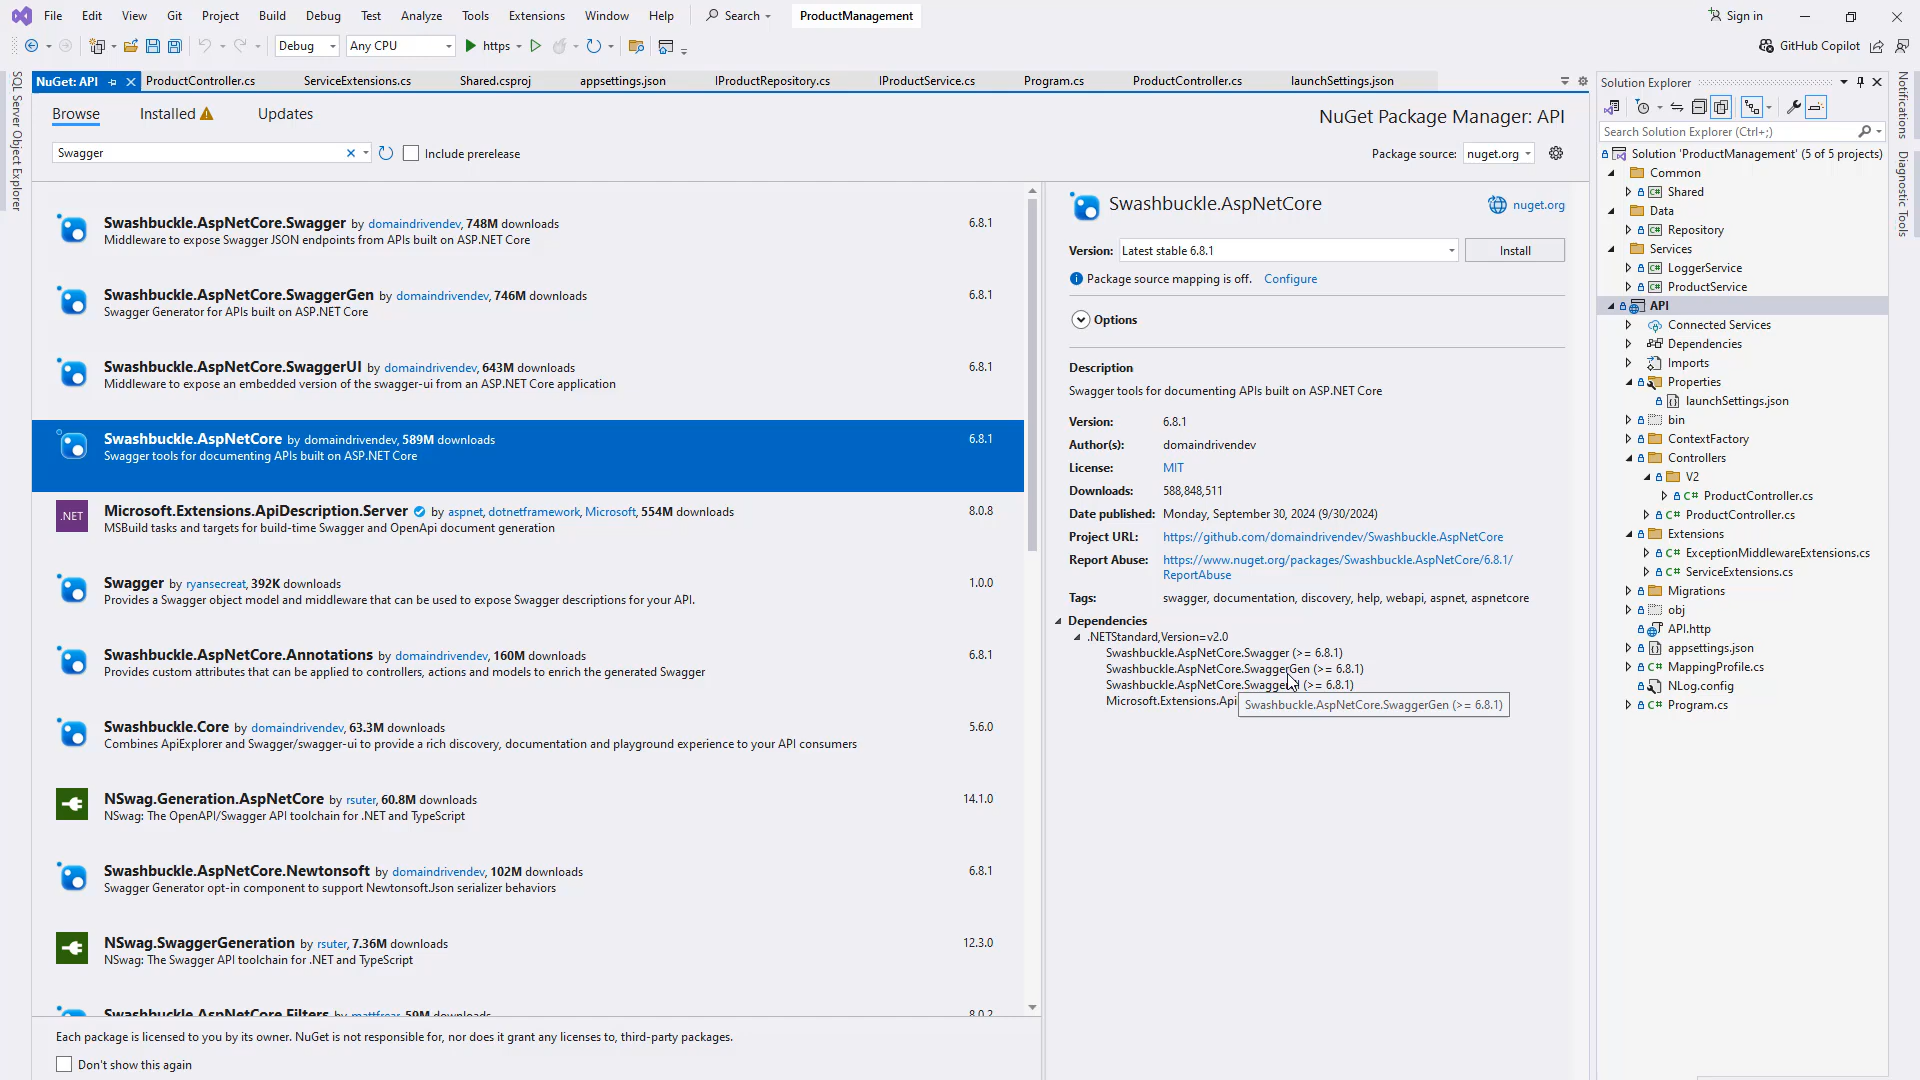 File Edit View Git Project Build Debug Test Analyze Tools Extensions Window Help Search ProductManagement Sign in
Debug Any CPU https GitHub Copilot
SQL Server Object Explorer
NuGet: API ProductController.cs ServiceExtensions.cs Shared.csproj appsettings.json IProductRepository.cs IProductService.cs Program.cs ProductController.cs launchSettings.json
Browse Installed Updates
NuGet Package Manager: API
Swagger
Include prerelease
Package source: nuget.org
Swashbuckle.AspNetCore.Swagger by domaindrivendev, 748M downloads 6.8.1
Middleware to expose Swagger JSON endpoints from APIs built on ASP.NET Core
Swashbuckle.AspNetCore.SwaggerGen by domaindrivendev, 746M downloads 6.8.1
Swagger Generator for APIs built on ASP.NET Core
Swashbuckle.AspNetCore.SwaggerUI by domaindrivendev, 643M downloads 6.8.1
Middleware to expose an embedded version of the swagger-ui from an ASP.NET Core application
Swashbuckle.AspNetCore by domaindrivendev, 589M downloads 6.8.1
Swagger tools for documenting APIs built on ASP.NET Core
.NET
Microsoft.Extensions.ApiDescription.Server by aspnet, dotnetframework, Microsoft, 554M downloads 8.0.8
MSBuild tasks and targets for build-time Swagger and OpenApi document generation
Swagger by ryansecreat, 392K downloads 1.0.0
Provides a Swagger object model and middleware that can be used to expose Swagger descriptions for your API.
Swashbuckle.AspNetCore.Annotations by domaindrivendev, 160M downloads 6.8.1
Provides custom attributes that can be applied to controllers, actions and models to enrich the generated Swagger
Swashbuckle.Core by domaindrivendev, 63.3M downloads 5.6.0
Combines ApiExplorer and Swagger/swagger-ui to provide a rich discovery, documentation and playground experience to your API consumers
NSwag.Generation.AspNetCore by rsuter, 60.8M downloads 14.1.0
NSwag: The OpenAPI/Swagger API toolchain for .NET and TypeScript
Swashbuckle.AspNetCore.Newtonsoft by domaindrivendev, 102M downloads 6.8.1
Swagger Generator opt-in component to support Newtonsoft.Json serializer behaviors
NSwag.SwaggerGeneration by rsuter, 7.36M downloads 12.3.0
NSwag: The Swagger API toolchain for .NET and TypeScript
Swashbuckle.AspNetCore.Filters by mattfrear, 59M downloads 8.0.2
Each package is licensed to you by its owner. NuGet is not responsible for, nor does it grant any licenses to, third-party packages.
Don't show this again
Swashbuckle.AspNetCore nuget.org
Version: Latest stable 6.8.1 Install
Package source mapping is off. Configure
Options
Description
Swagger tools for documenting APIs built on ASP.NET Core
Version: 6.8.1
Author(s): domaindrivendev
License: MIT
Downloads: 588,848,511
Date published: Monday, September 30, 2024 (9/30/2024)
Project URL: https://github.com/domaindrivendev/Swashbuckle.AspNetCore
Report Abuse: https://www.nuget.org/packages/Swashbuckle.AspNetCore/6.8.1/
ReportAbuse
Tags: swagger, documentation, discovery, help, webapi, aspnet, aspnetcore
Dependencies
.NETStandard,Version=v2.0
Swashbuckle.AspNetCore.Swagger (>= 6.8.1)
Swashbuckle.AspNetCore.SwaggerGen (>= 6.8.1)
Swashbuckle.AspNetCore.Swagger (>= 6.8.1)
Microsoft.Extensions.Api
Swashbuckle.AspNetCore.SwaggerGen (>= 6.8.1)
Solution Explorer
Search Solution Explorer (Ctrl+;)
Solution 'ProductManagement' (5 of 5 projects)
Common
C# Shared
Data
C# Repository
Services
C# LoggerService
C# ProductService
API
Connected Services
Dependencies
Imports
Properties
launchSettings.json
bin
ContextFactory
Controllers
V2
C# ProductController.cs
C# ProductController.cs
Extensions
C# ExceptionMiddlewareExtensions.cs
C# ServiceExtensions.cs
Migrations
obj
API.http
appsettings.json
C# MappingProfile.cs
NLog.config
C# Program.cs
Notifications
Diagnostic Tools